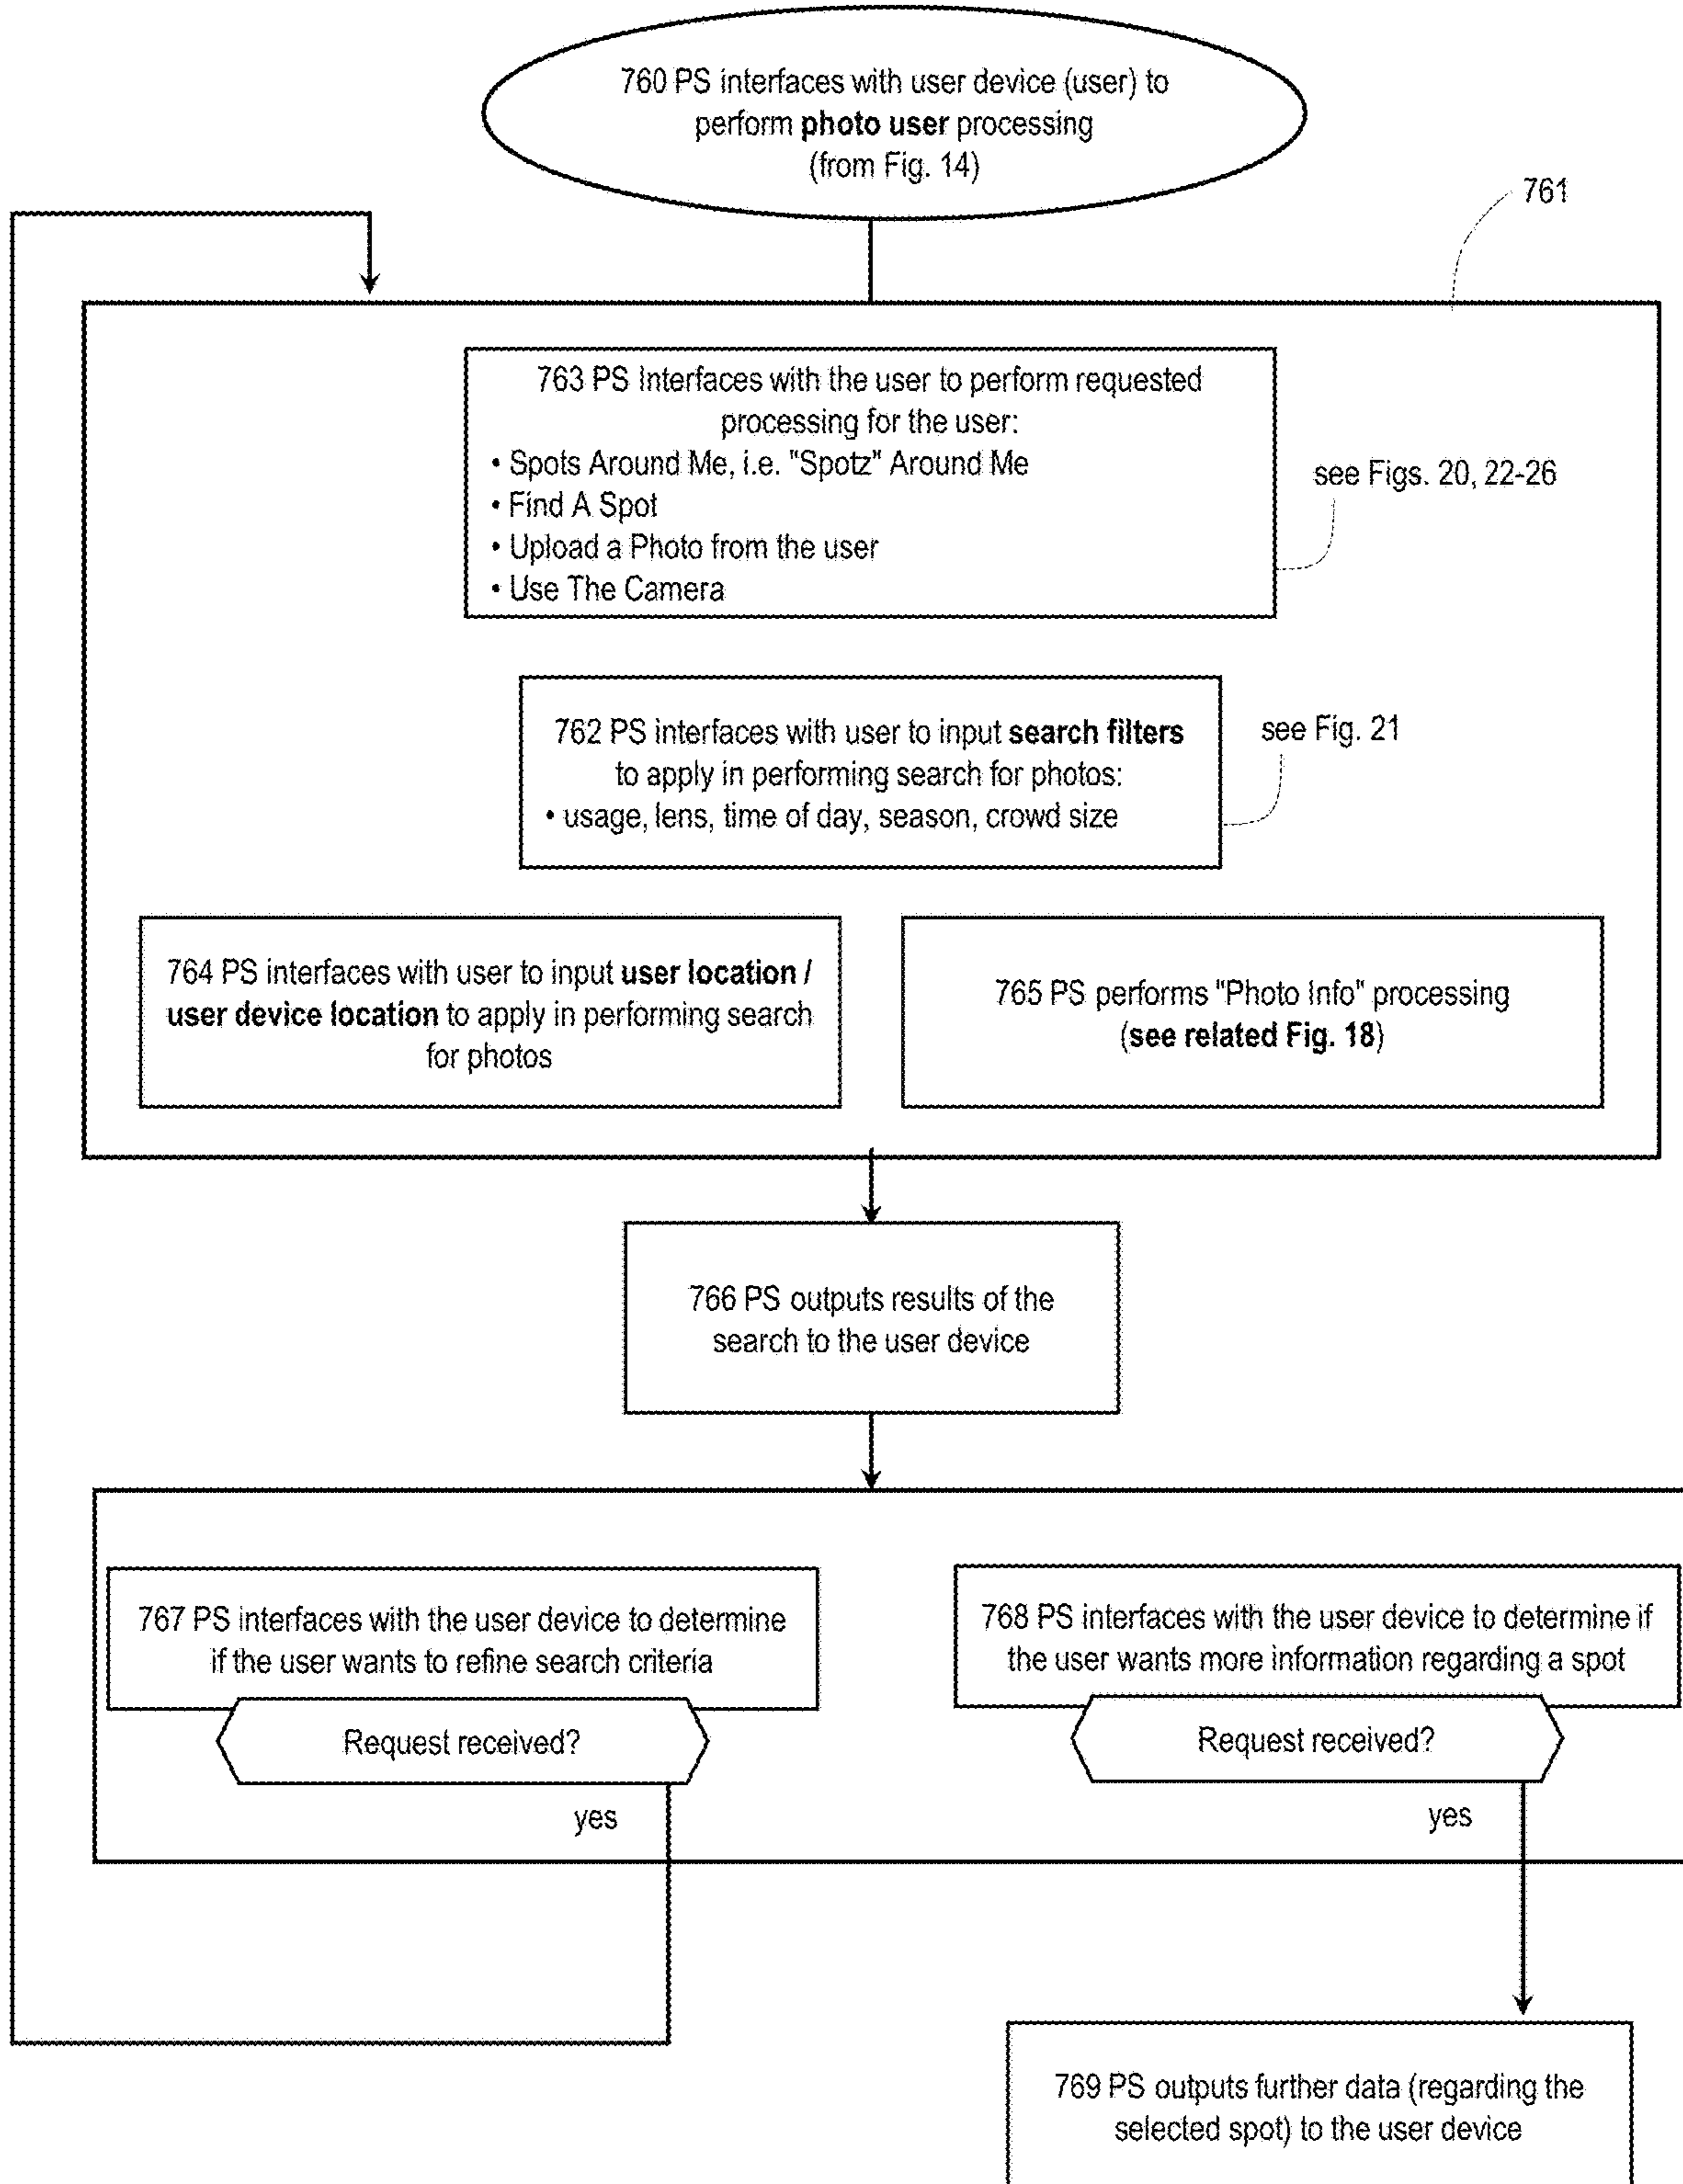 760 PS interfaces with user device (user) to
perform photo user processing
(from Fig. 14)
761
763 PS Interfaces with the user to perform requested
processing for the user:
• Spots Around Me, i.e. "Spotz" Around Me
• Find A Spot
• Upload a Photo from the user
• Use The Camera
see Figs. 20, 22-26
762 PS interfaces with user to input search filters
to apply in performing search for photos:
• usage, lens, time of day, season, crowd size
see Fig. 21
764 PS interfaces with user to input user location /
user device location to apply in performing search
for photos
765 PS performs "Photo Info" processing
(see related Fig. 18)
766 PS outputs results of the
search to the user device
767 PS interfaces with the user device to determine
if the user wants to refine search criteria
Request received?
yes
768 PS interfaces with the user device to determine if
the user wants more information regarding a spot
Request received?
yes
769 PS outputs further data (regarding the
selected spot) to the user device